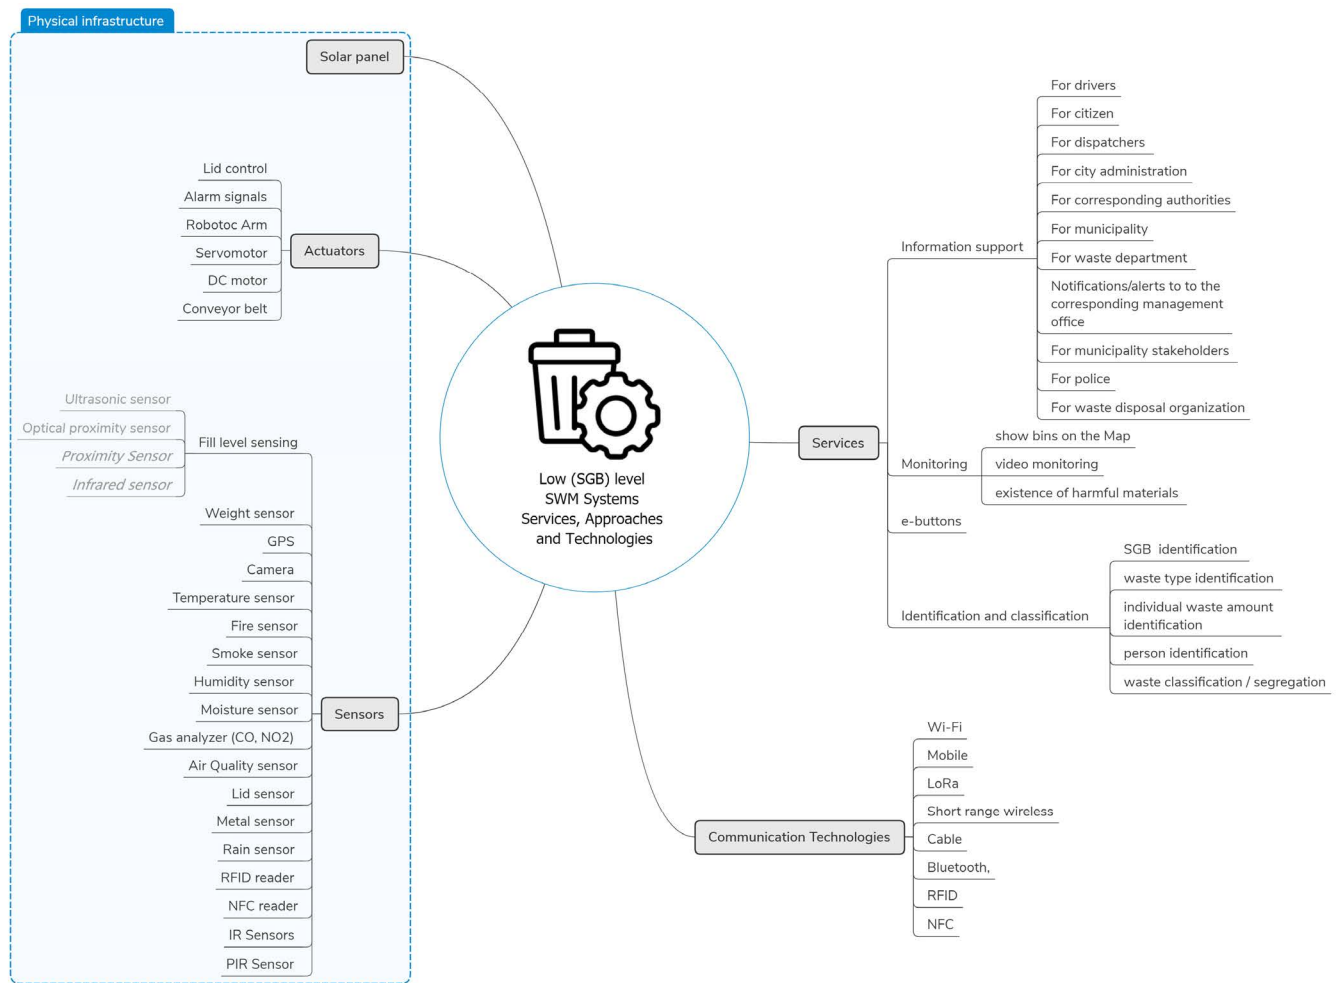 Physical infrastructure
Solar panel
Lid control
Alarm signals
Robotoc Arm
Servomotor
DC motor
Conveyor belt
Actuators
Ultrasonic sensor
Optical proximity sensor
Proximity Sensor
Infrared sensor
Fill level sensing
Weight sensor
GPS
Camera
Temperature sensor
Fire sensor
Smoke sensor
Humidity sensor
Moisture sensor
Gas analyzer (CO, NO2)
Air Quality sensor
Lid sensor
Metal sensor
Rain sensor
RFID reader
NFC reader
IR Sensors
PIR Sensor
Sensors
Low (SGB) level
SWM Systems
Services, Approaches
and Technologies
Services
Information support
For drivers
For citizen
For dispatchers
For city administration
For corresponding authorities
For municipality
For waste department
Notifications/alerts to to the
corresponding management
office
For municipality stakeholders
For police
For waste disposal organization
Monitoring
show bins on the Map
video monitoring
existence of harmful materials
e-buttons
Identification and classification
SGB identification
waste type identification
individual waste amount
identification
person identification
waste classification / segregation
Communication Technologies
Wi-Fi
Mobile
LoRa
Short range wireless
Cable
Bluetooth,
RFID
NFC